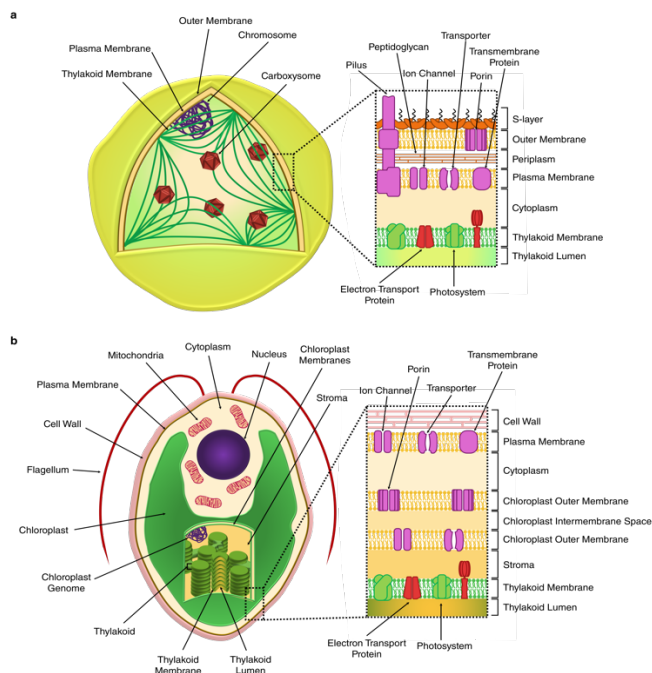 a
Outer Membrane
Plasma Membrane
Chromosome
Thylakoid Membrane
Carboxysome
Transporter
Peptidoglycan
Transmembrane
Protein
Pilus
Ion Channel
Porin
S-layer
Outer Membrane
Periplasm
Plasma Membrane
Cytoplasm
Thylakoid Membrane
Thylakoid Lumen
Electron Transport
Protein
Photosystem
b
Cytoplasm
Mitochondria
Nucleus
Chloroplast
Membranes
Plasma Membrane
Stroma
Cell Wall
Flagellum
Chloroplast
Chloroplast
Genome
Thylakoid
Thylakoid
Membrane
Thylakoid
Lumen
Porin
Transmembrane
Protein
Ion Channel
Transporter
Cell Wall
Plasma Membrane
Cytoplasm
Chloroplast Outer Membrane
Chloroplast Intermembrane Space
Chloroplast Outer Membrane
Stroma
Thylakoid Membrane
Thylakoid Lumen
Electron Transport
Protein
Photosystem